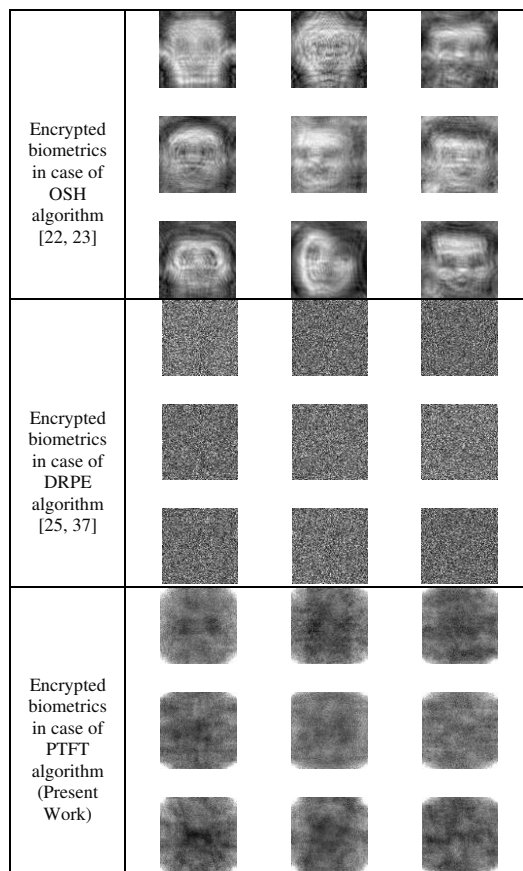 Encrypted
biometrics
in case of
OSH
algorithm
[22, 23]
Encrypted
biometrics
in case of
DRPE
algorithm
[25, 37]
Encrypted
biometrics
in case of
PTFT
algorithm
(Present
Work)